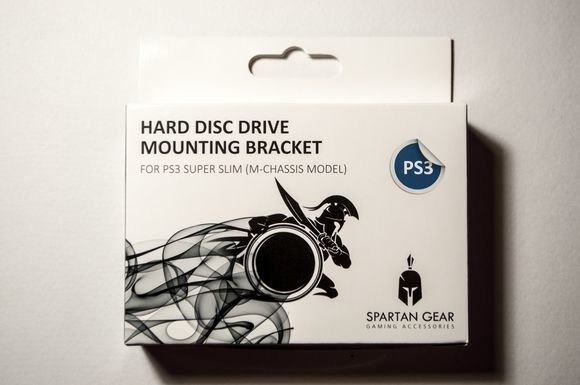 HARD DISC DRIVE
MOUNTING BRACKET
FOR PS3 SUPER SLIM (M-CHASSIS MODEL)
PS3
SPARTAN GEAR
GAMING ACCESSORIES